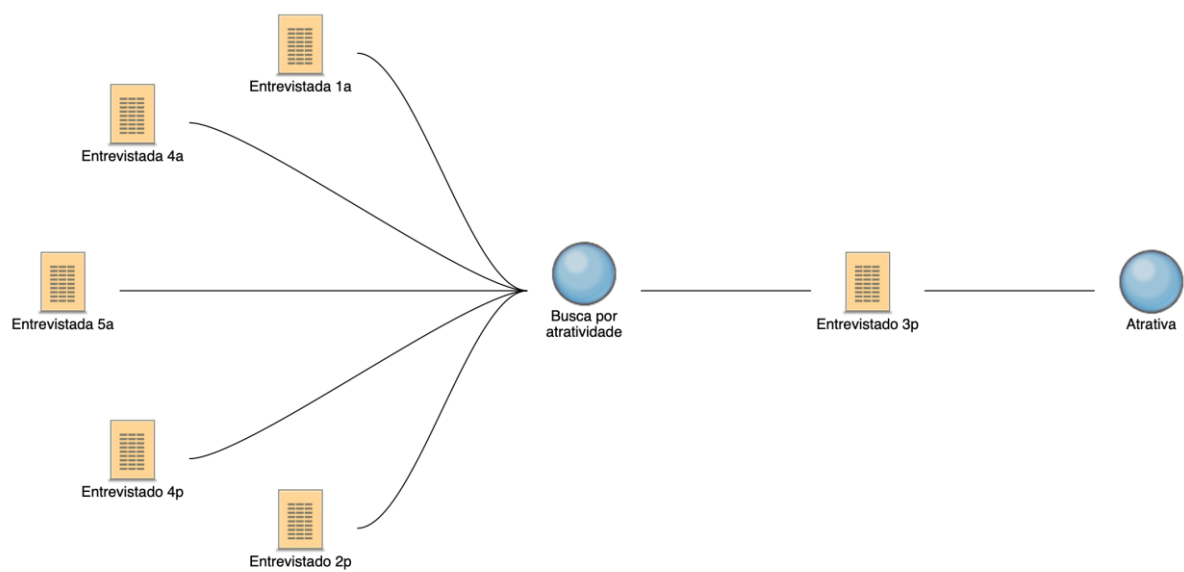 Entrevistada 1a
Entrevistada 4a
Entrevistada 5a
Busca por
atratividade
Entrevistado 3p
Atrativa
Entrevistado 4p
Entrevistado 2p